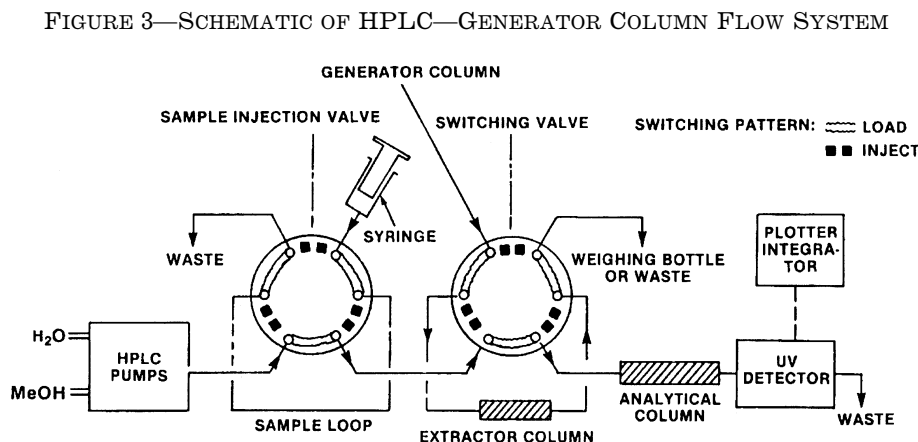 FIGURE 3—SCHEMATIC OF HPLC—GENERATOR COLUMN FLOW SYSTEM
GENERATOR COLUMN
SAMPLE INJECTION VALVE
SWITCHING VALVE
SWITCHING PATTERN:
LOAD
INJECT
SYRINGE
WASTE
WEIGHING BOTTLE
OR WASTE
PLOTTER
INTEGRA-
TOR
H₂O
MeOH
HPLC
PUMPS
SAMPLE LOOP
EXTRACTOR COLUMN
ANALYTICAL
COLUMN
UV
DETECTOR
WASTE